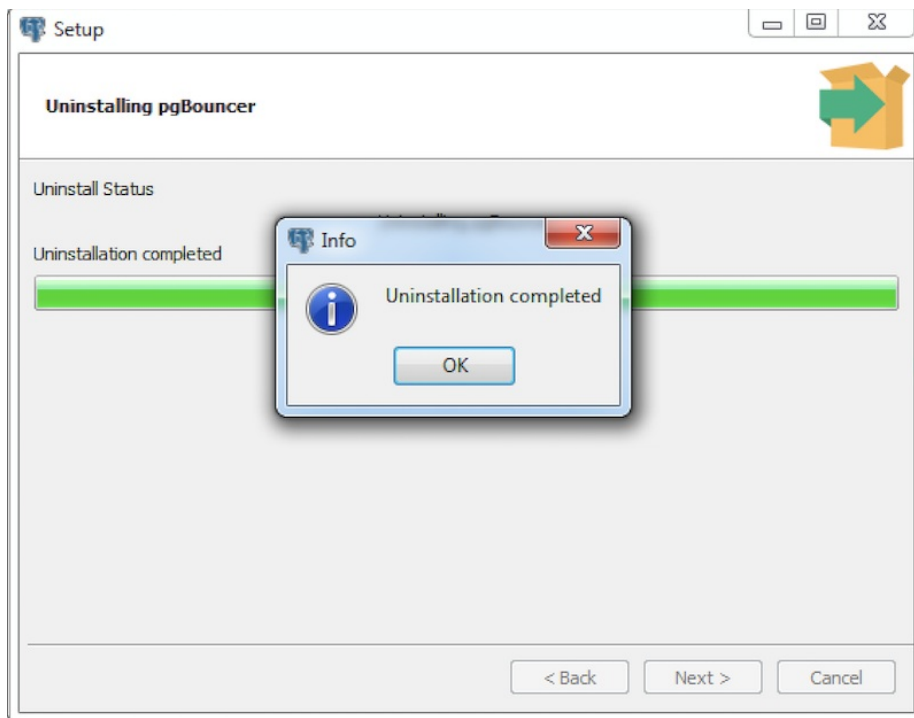 Setup
Uninstalling pgBouncer
Uninstall Status
Uninstallation completed
Info
Uninstallation completed
OK
< Back
Next >
Cancel